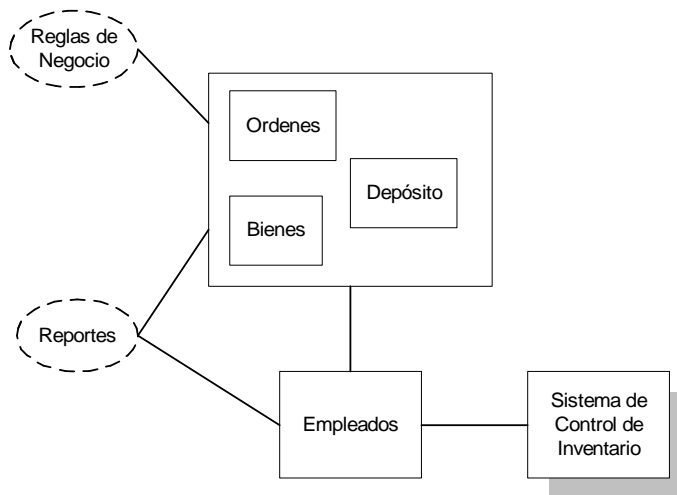 Reglas de
Negocio
Ordenes
Depósito
Bienes
Reportes
Empleados
Sistema de
Control de
Inventario